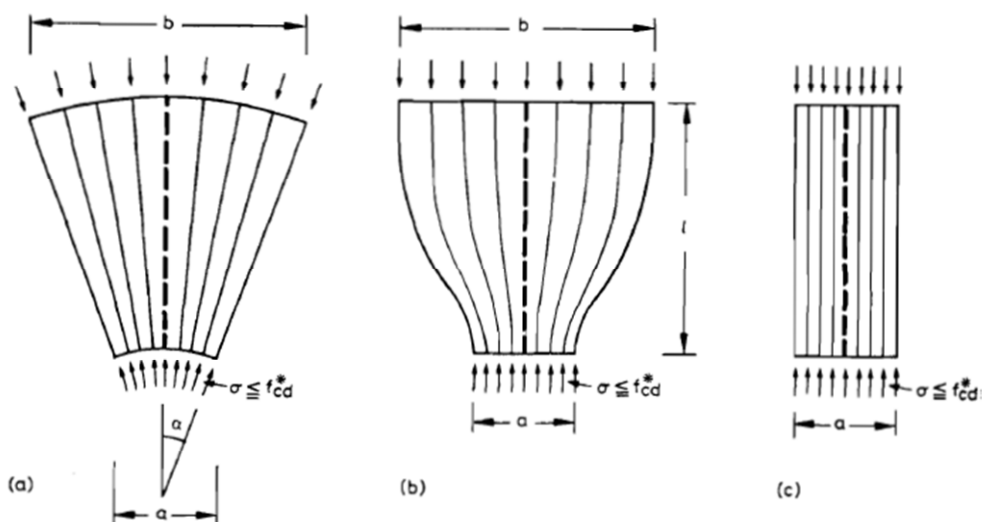 b
b
l
σ ≦ f*cd
σ ≦ f*cd
σ ≦ f*cd
α
a
a
a
(a)
(b)
(c)